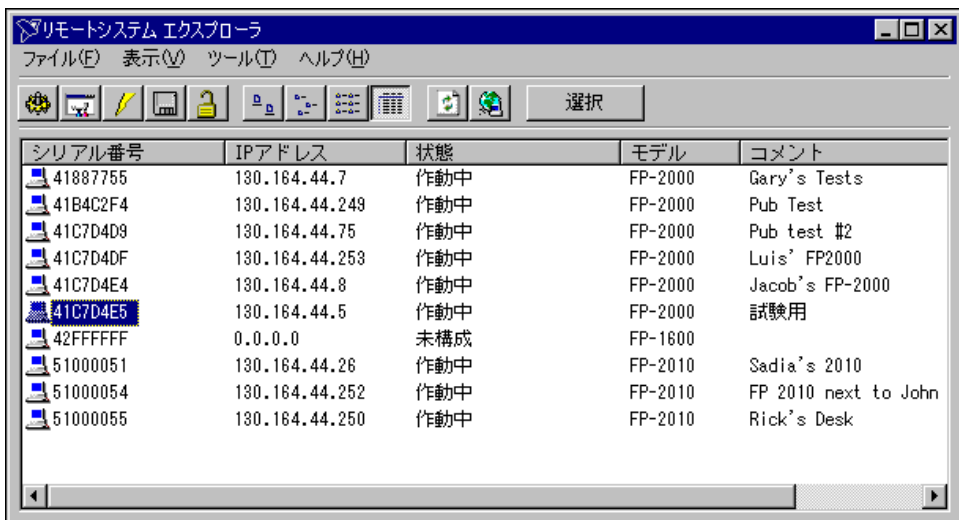 リモートシステム エクスプローラ
ファイル(F) 表示(V) ツール(T) ヘルプ(H)
選択
シリアル番号 IPアドレス 状態 モデル コメント
41887755 130.164.44.7 作動中 FP-2000 Gary's Tests
41B4C2F4 130.164.44.249 作動中 FP-2000 Pub Test
41C7D4D9 130.164.44.75 作動中 FP-2000 Pub test #2
41C7D4DF 130.164.44.253 作動中 FP-2000 Luis' FP2000
41C7D4E4 130.164.44.8 作動中 FP-2000 Jacob's FP-2000
41C7D4E5 130.164.44.5 作動中 FP-2000 試験用
42FFFFFF 0.0.0.0 未構成 FP-1600
51000051 130.164.44.26 作動中 FP-2010 Sadia's 2010
51000054 130.164.44.252 作動中 FP-2010 FP 2010 next to John
51000055 130.164.44.250 作動中 FP-2010 Rick's Desk